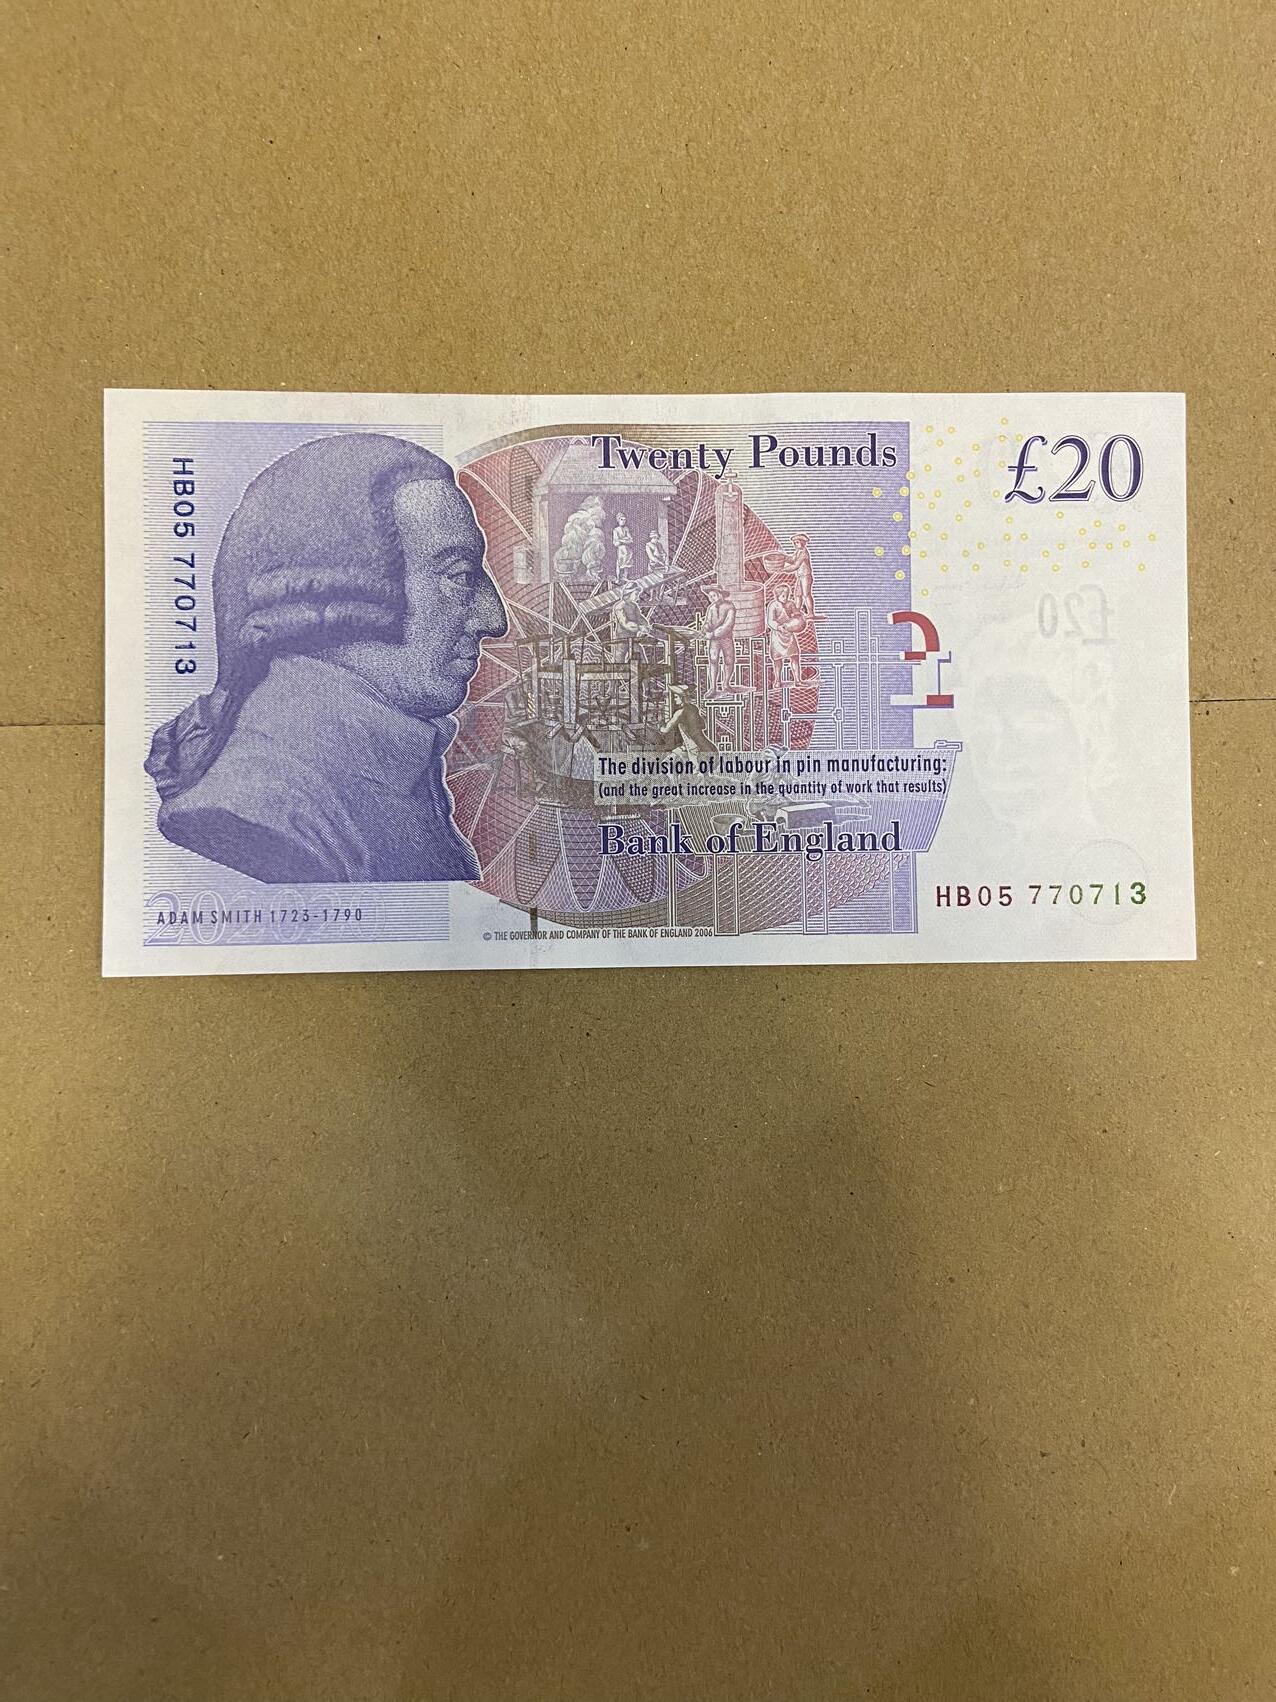 Twenty Pounds
£20
HB05 770713
£20
The division of labour in pin manufacturing:
(and the great increase in the quantity of work that results)
Bank of England
HB05 770713
ADAM SMITH 1723-1790
20202020
© THE GOVERNOR AND COMPANY OF THE BANK OF ENGLAND 2006